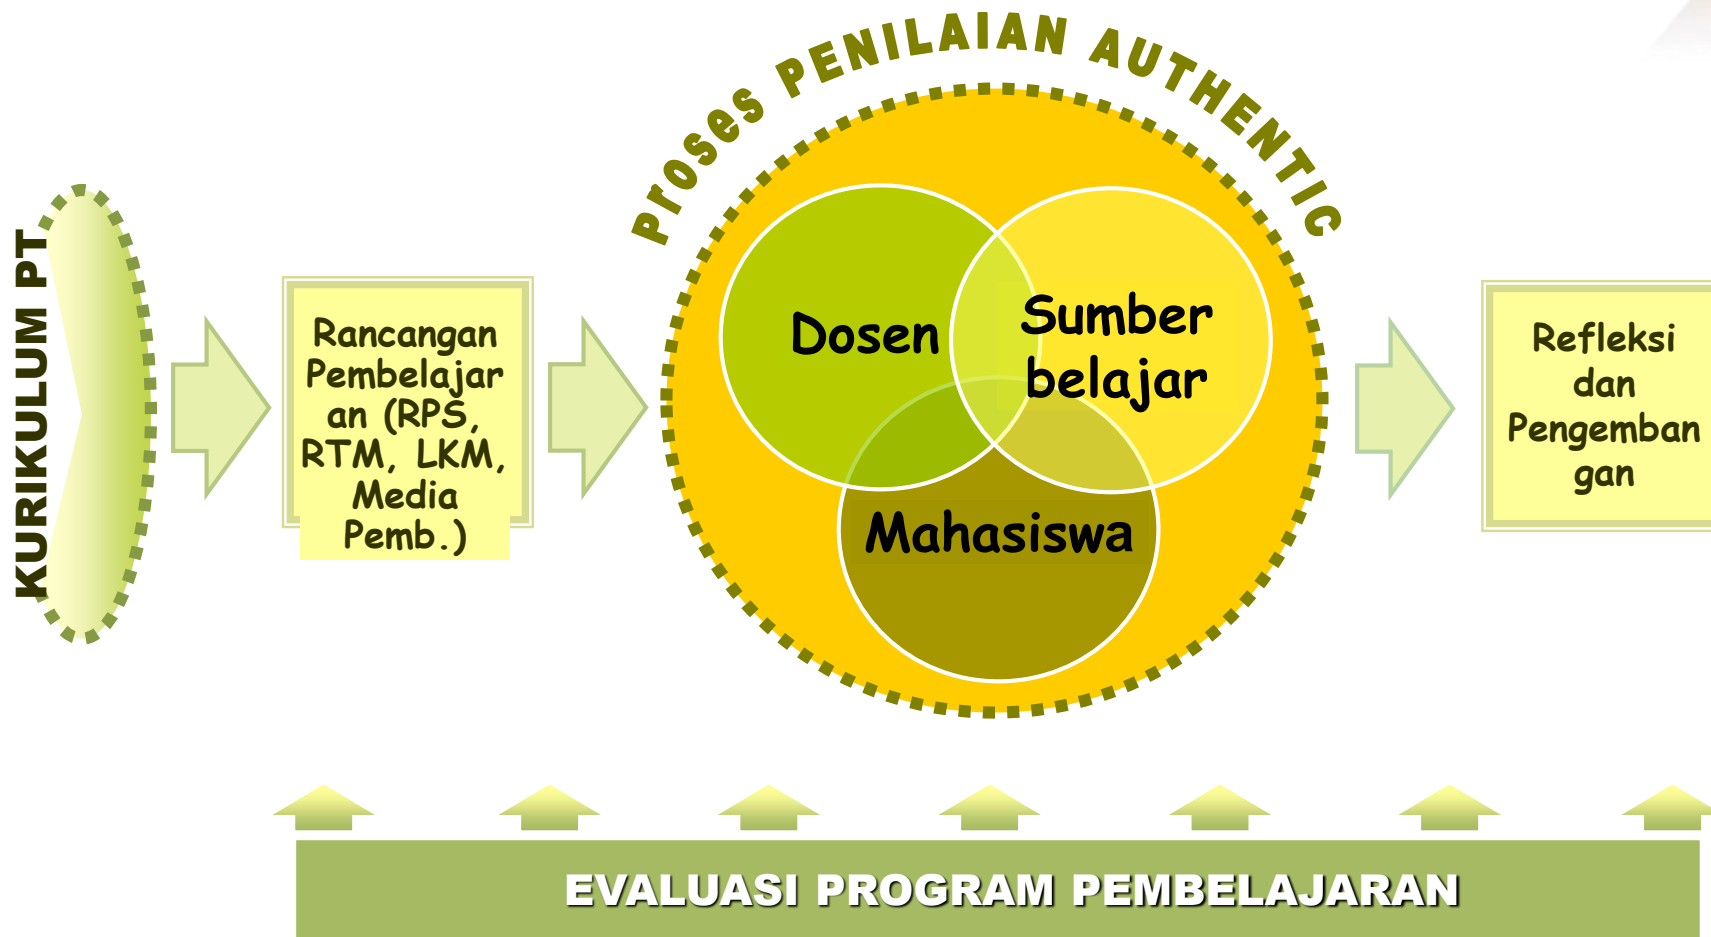 Proses PENILAIAN AUTHENTIC
KURIKULUM PT
Rancangan
Pembelajar
an (RPS,
RTM, LKM,
Media
Pemb.)
Dosen
Sumber
belajar
Mahasiswa
Refleksi
dan
Pengemban
gan
EVALUASI PROGRAM PEMBELAJARAN